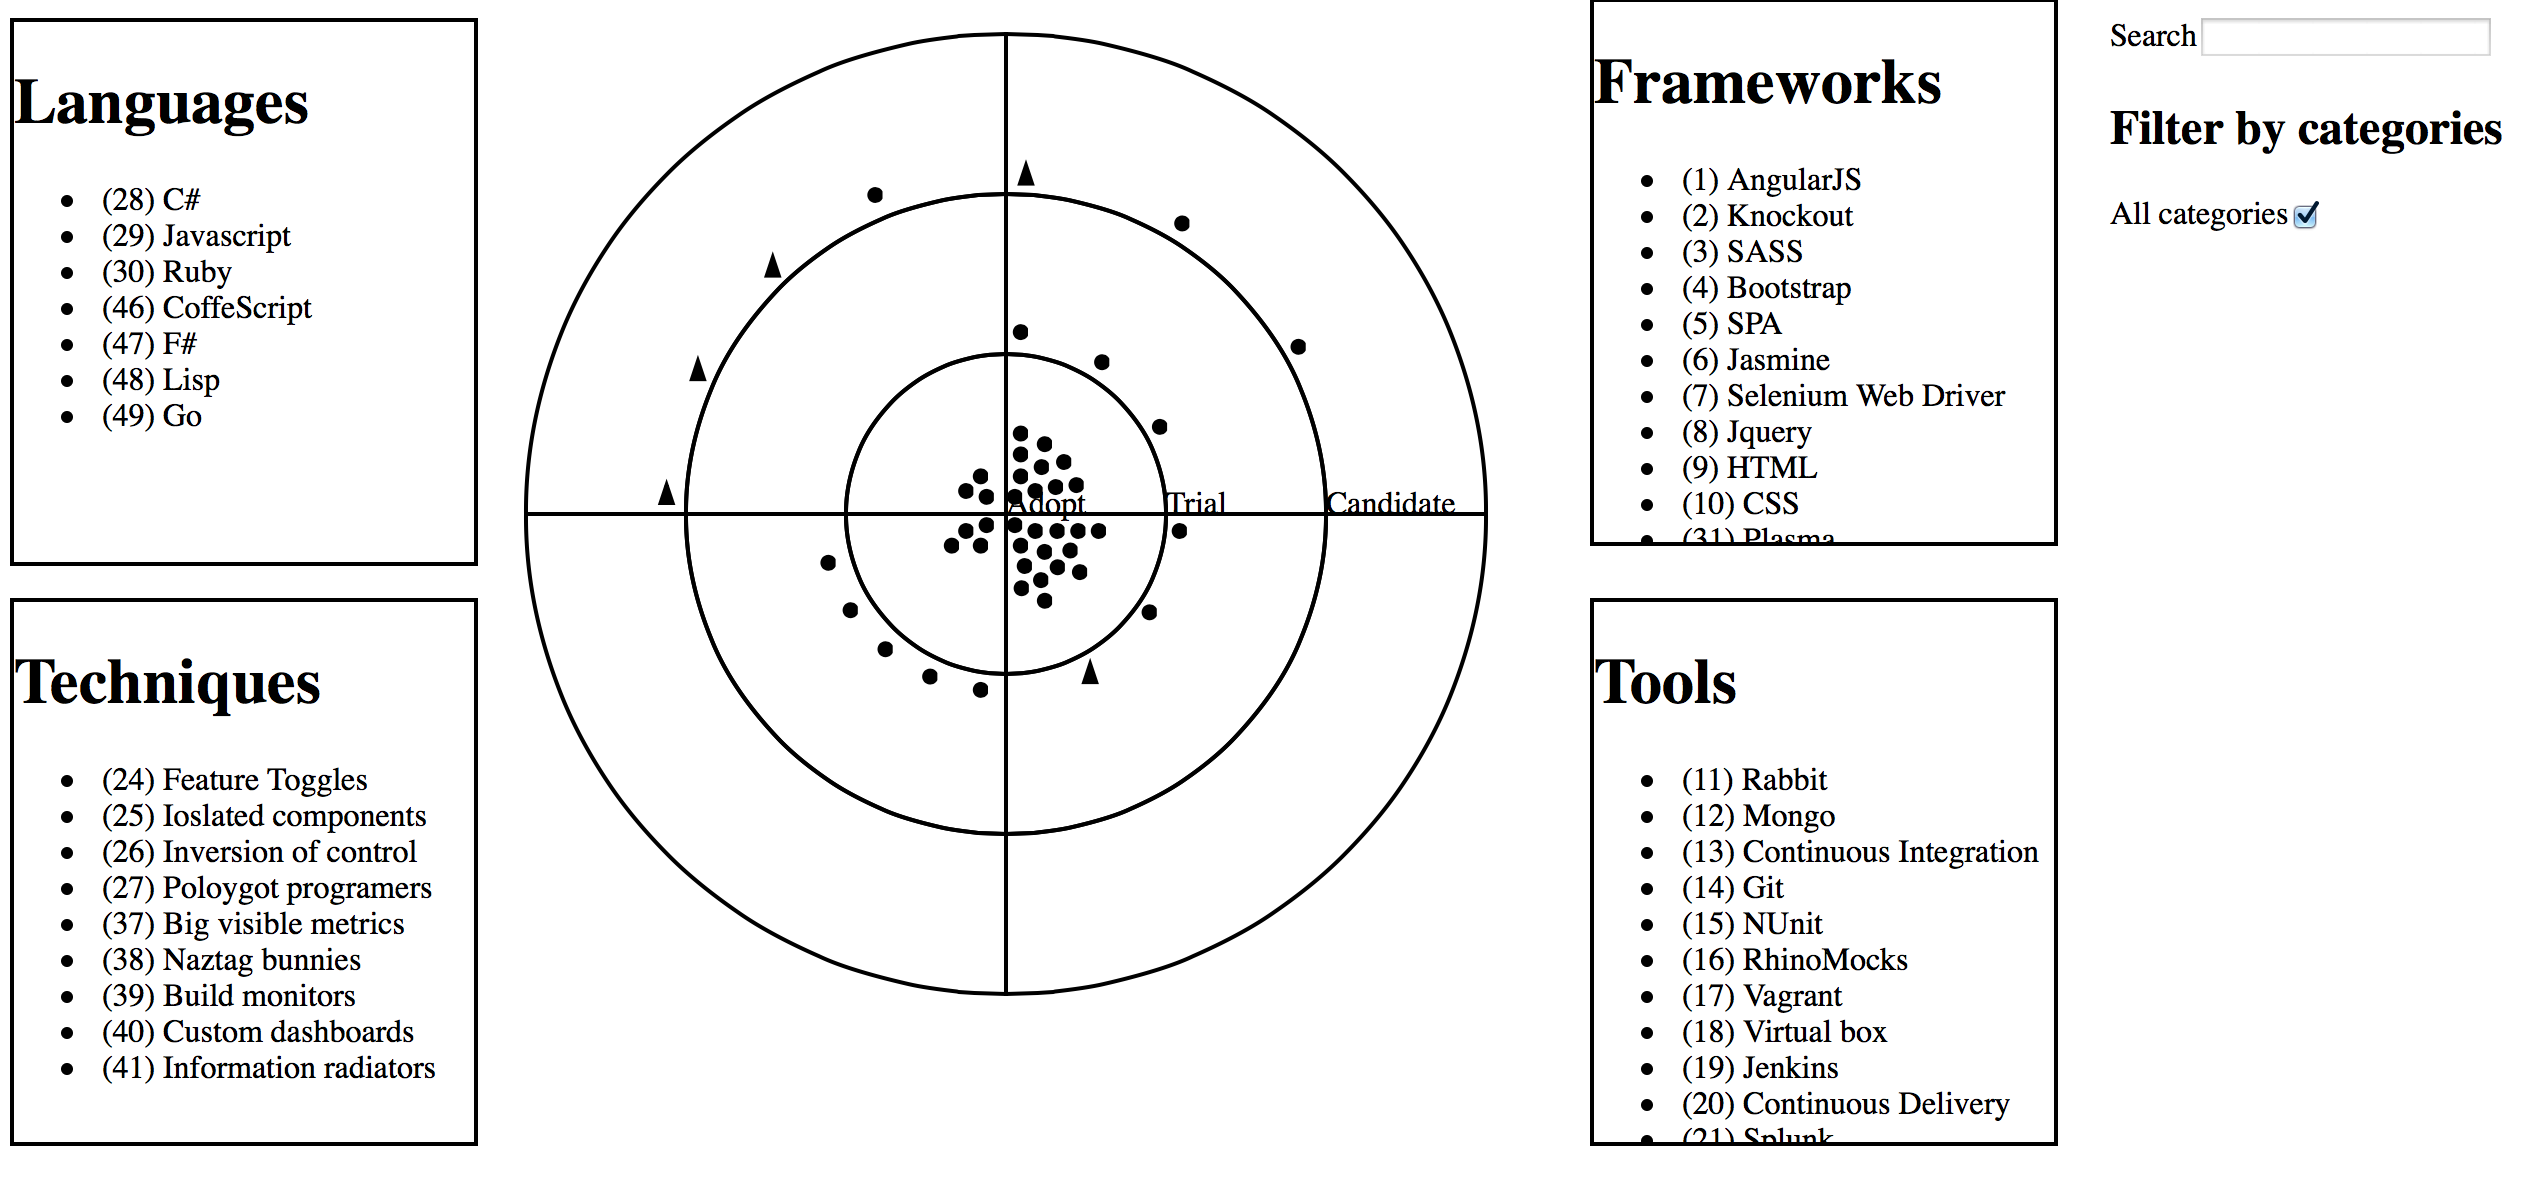 Languages
(28) C#
(29) Javascript
(30) Ruby
(46) CoffeScript
(47) F#
(48) Lisp
(49) Go
Techniques
(24) Feature Toggles
(25) Ioslated components
(26) Inversion of control
(27) Poloygot programers
(37) Big visible metrics
(38) Naztag bunnies
(39) Build monitors
(40) Custom dashboards
(41) Information radiators
Adopt
Trial
Candidate
Frameworks
(1) AngularJS
(2) Knockout
(3) SASS
(4) Bootstrap
(5) SPA
(6) Jasmine
(7) Selenium Web Driver
(8) Jquery
(9) HTML
(10) CSS
(31) Plasma
Tools
(11) Rabbit
(12) Mongo
(13) Continuous Integration
(14) Git
(15) NUnit
(16) RhinoMocks
(17) Vagrant
(18) Virtual box
(19) Jenkins
(20) Continuous Delivery
(21) Splunk
Search
Filter by categories
All categories